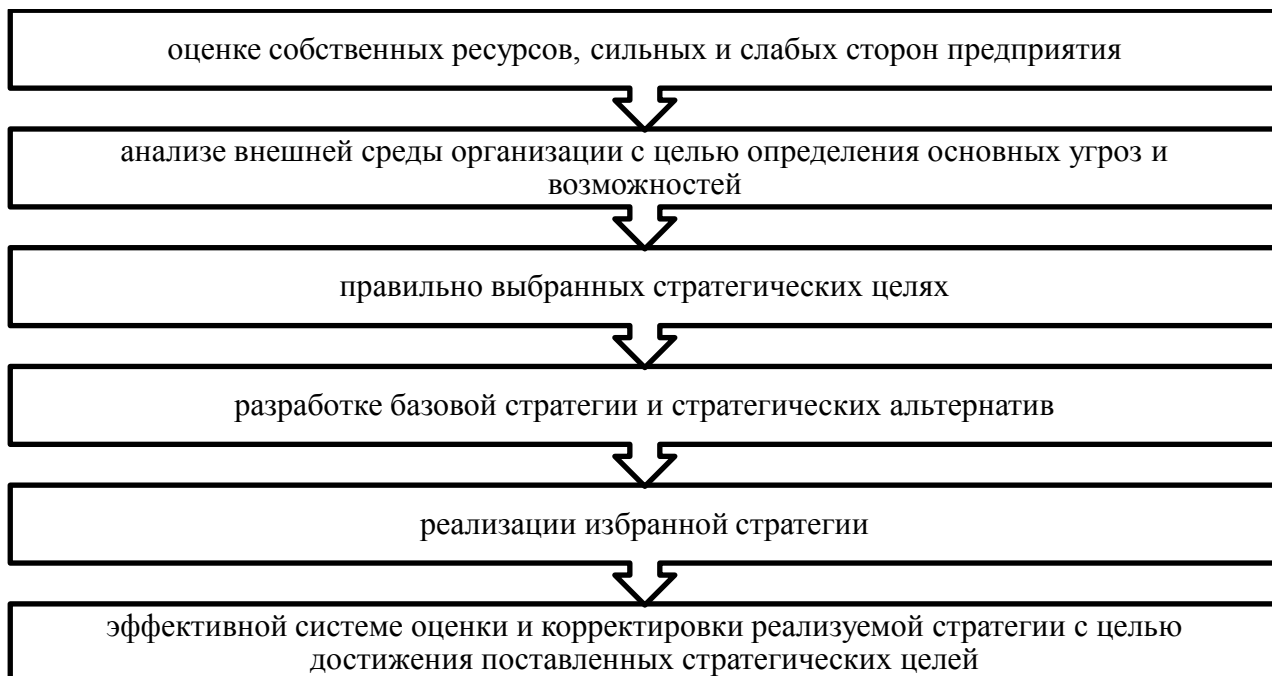 оценке собственных ресурсов, сильных и слабых сторон предприятия
анализе внешней среды организации с целью определения основных угроз и
возможностей
правильно выбранных стратегических целях
разработке базовой стратегии и стратегических альтернатив
реализации избранной стратегии
эффективной системе оценки и корректировки реализуемой стратегии с целью
достижения поставленных стратегических целей